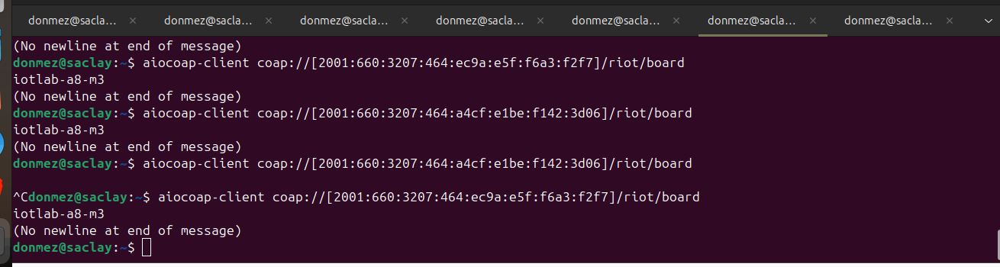 donmez@sacla... × donmez@sacla... × donmez@sacla... × donmez@sacla... × donmez@sacla... × donmez@sacla... × donmez@sacla... ×
(No newline at end of message)
donmez@saclay:~$ aiocoap-client coap://[2001:660:3207:464:ec9a:e5f:f6a3:f2f7]/riot/board
iotlab-a8-m3
(No newline at end of message)
donmez@saclay:~$ aiocoap-client coap://[2001:660:3207:464:a4cf:e1be:f142:3d06]/riot/board
iotlab-a8-m3
(No newline at end of message)
donmez@saclay:~$ aiocoap-client coap://[2001:660:3207:464:a4cf:e1be:f142:3d06]/riot/board
^Cdonmez@saclay:~$ aiocoap-client coap://[2001:660:3207:464:ec9a:e5f:f6a3:f2f7]/riot/board
iotlab-a8-m3
(No newline at end of message)
donmez@saclay:~$